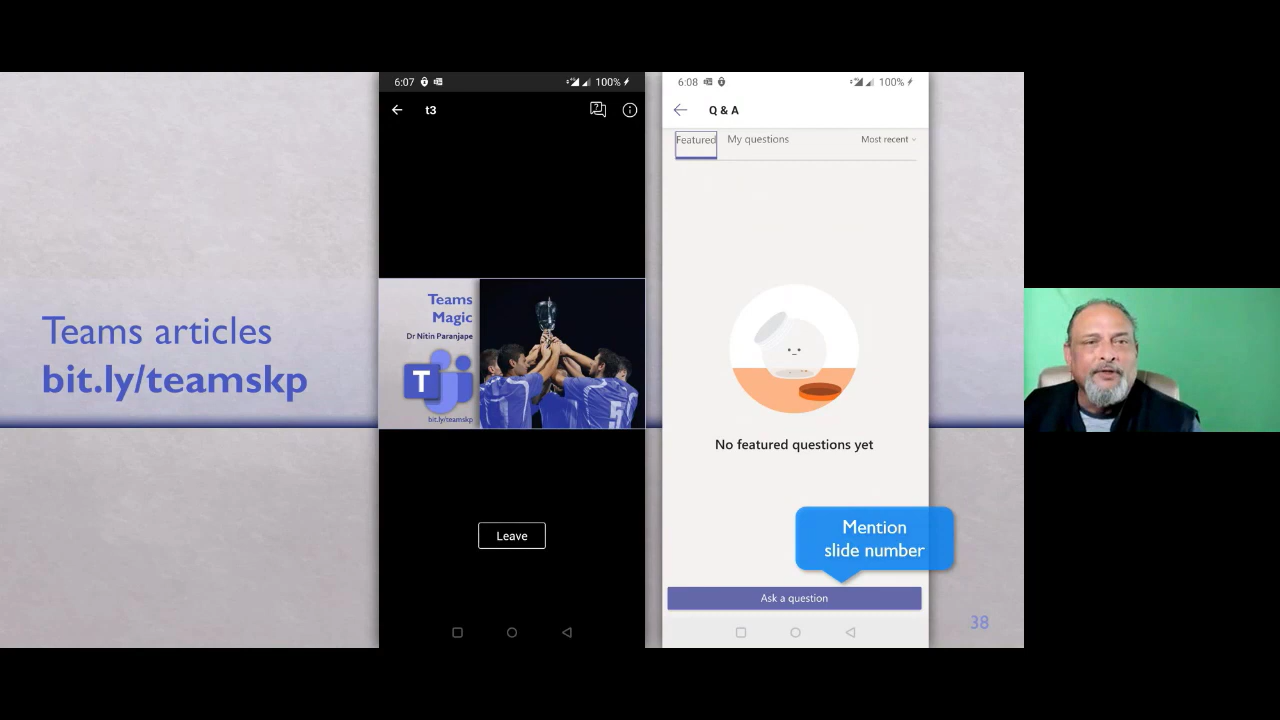 Teams articles
bit.ly/teamskp
6:07
100%
t3
Teams
Magic
Dr Nitin Paranjape
T
bit.ly/teamskp
5
Leave
6:08
100%
Q & A
Featured
My questions
Most recent
No featured questions yet
Mention
slide number
Ask a question
38